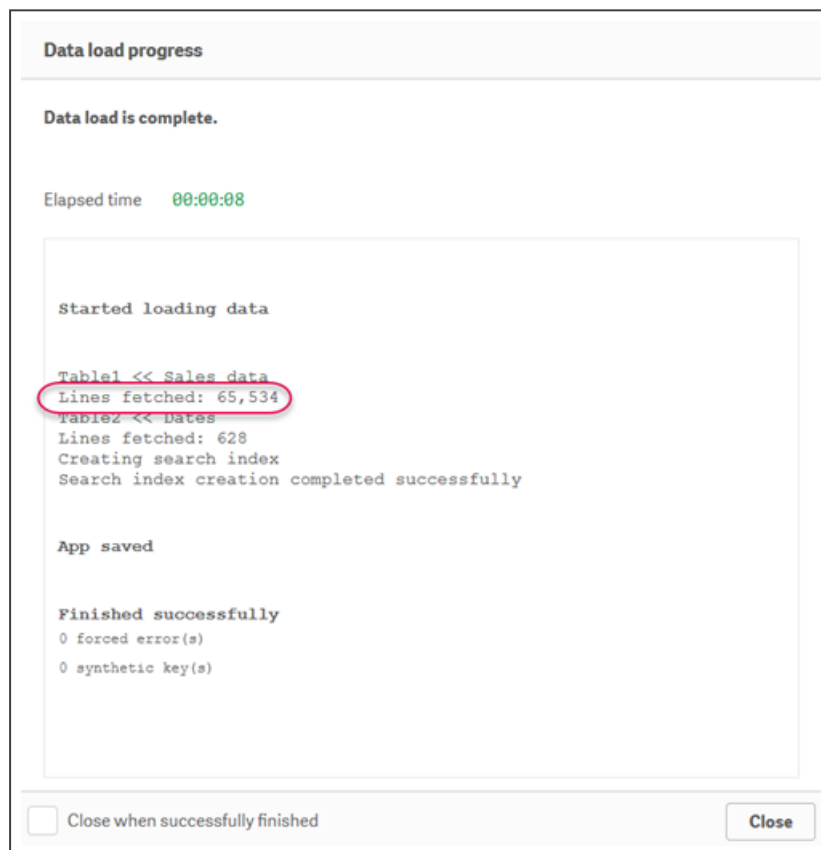 Data load progress
Data load is complete.
Elapsed time 00:00:08
Started loading data
Table1 << Sales data
Lines fetched: 65,534
Table2 << Dates
Lines fetched: 628
Creating search index
Search index creation completed successfully
App saved
Finished successfully
0 forced error(s)
0 synthetic key(s)
Close when successfully finished
Close